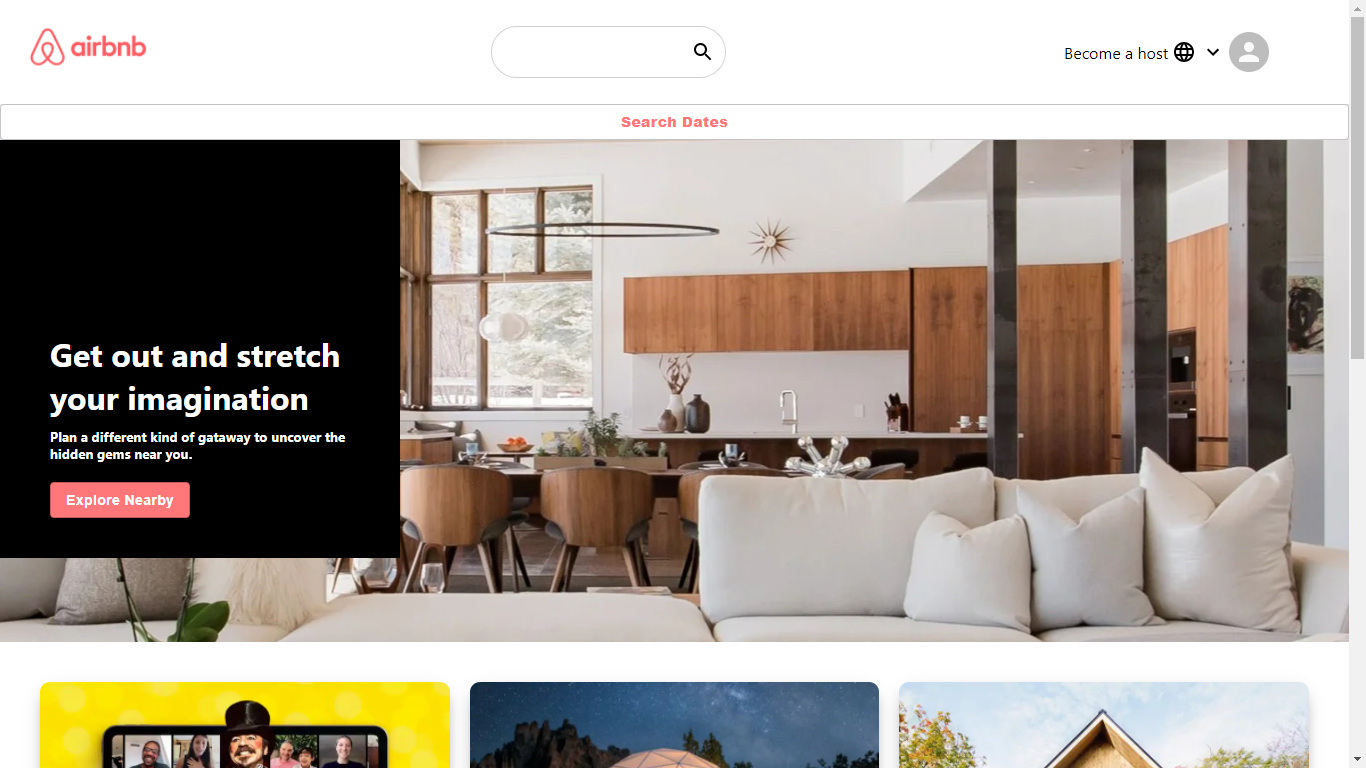 airbnb
Become a host
Search Dates
Get out and stretch
your imagination
Plan a different kind of gataway to uncover the
hidden gems near you.
Explore Nearby